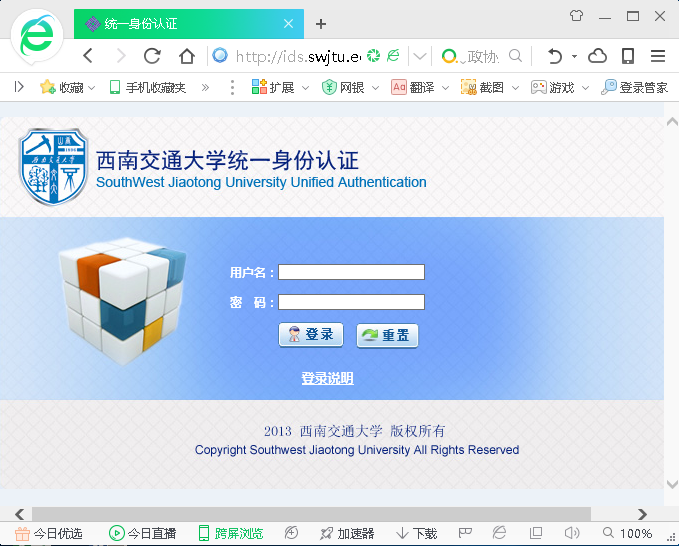 统一身份认证
http://ids.swjtu.e
政协
收藏 手机收藏夹 扩展 网银 Aa 翻译 截图 游戏 登录管家
西南交通大学统一身份认证
SouthWest Jiaotong University Unified Authentication
用户名：
密 码：
登录 重置
登录说明
2013 西南交通大学 版权所有
Copyright Southwest Jiaotong University All Rights Reserved
今日优选 今日直播 跨屏浏览 加速器 下载 100%